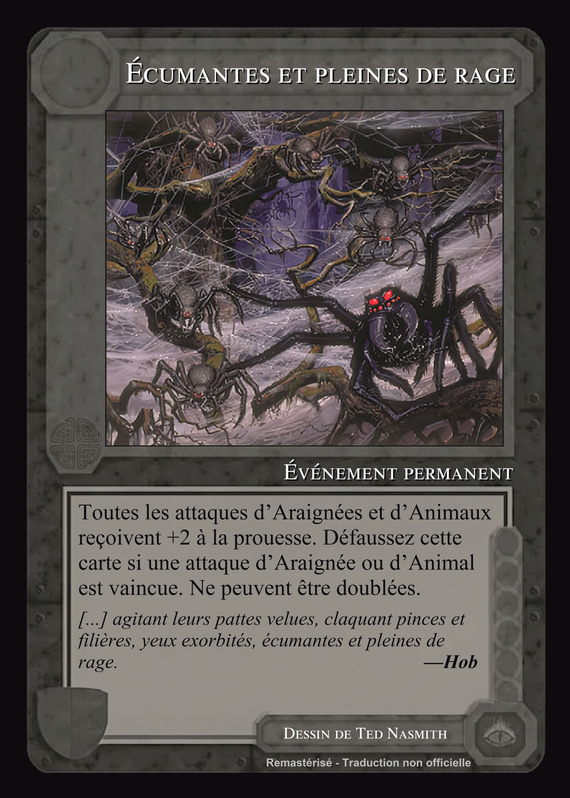 Écumantes et pleines de rage
Événement permanent
Toutes les attaques d'Araignées et d'Animaux
reçoivent +2 à la prouesse. Défaussez cette
carte si une attaque d'Araignée ou d'Animal
est vaincue. Ne peuvent être doublées.
[...] agitant leurs pattes velues, claquant pinces et
filières, yeux exorbités, écumantes et pleines de
rage. —Hob
Dessin de Ted Nasmith
Remastérisé - Traduction non officielle